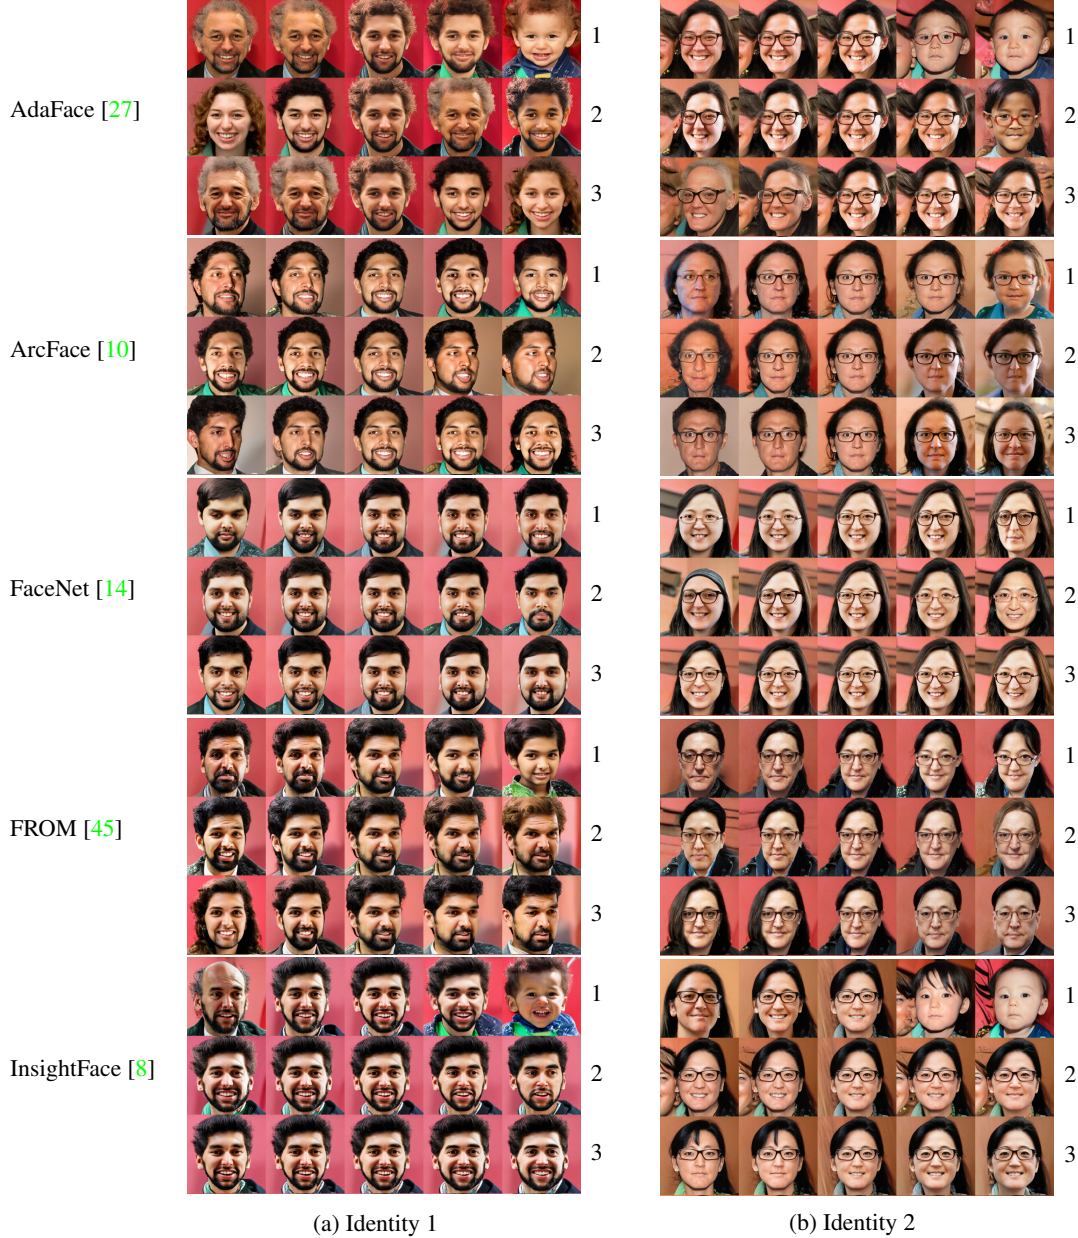 1 1
AdaFace [27] 2 2
3 3
1 1
ArcFace [10] 2 2
3 3
1 1
FaceNet [14] 2 2
3 3
1 1
FROM [45] 2 2
3 3
1 1
InsightFace [8] 2 2
3 3
(a) Identity 1 (b) Identity 2